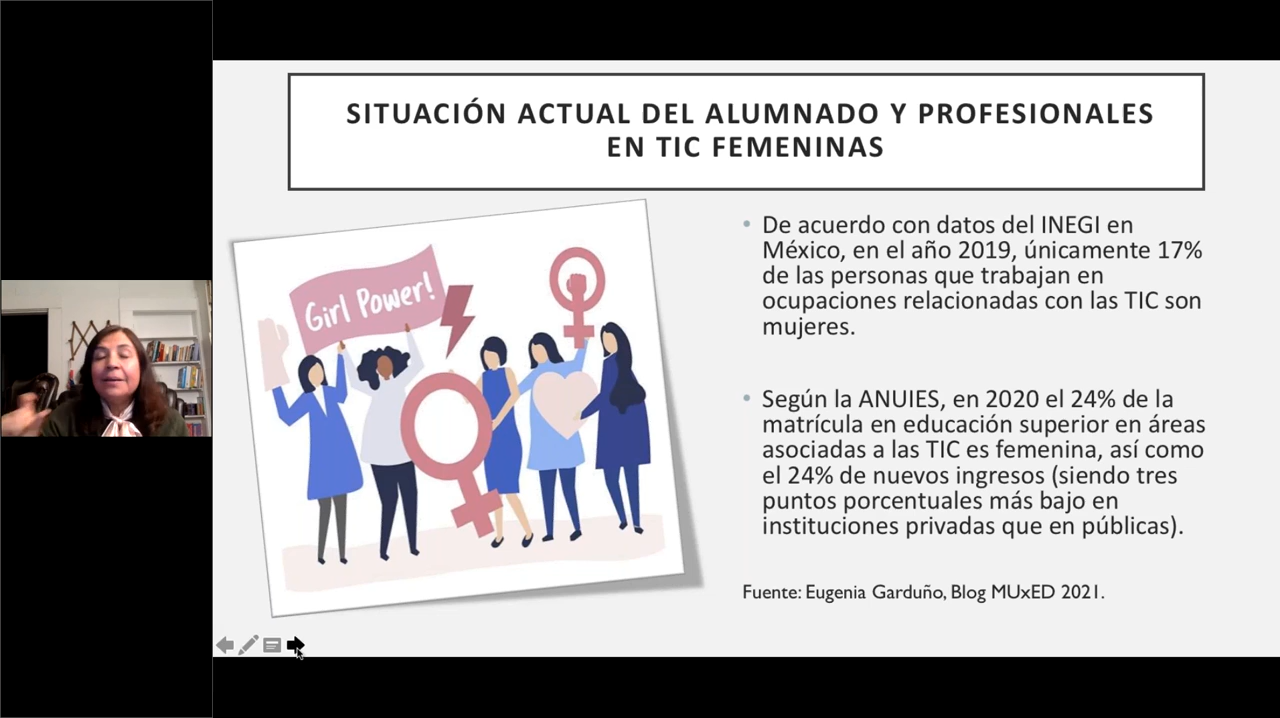 SITUACIÓN ACTUAL DEL ALUMNADO Y PROFESIONALES
EN TIC FEMENINAS
Girl Power!
• De acuerdo con datos del INEGI en
México, en el año 2019, únicamente 17%
de las personas que trabajan en
ocupaciones relacionadas con las TIC son
mujeres.
• Según la ANUIES, en 2020 el 24% de la
matrícula en educación superior en áreas
asociadas a las TIC es femenina, así como
el 24% de nuevos ingresos (siendo tres
puntos porcentuales más bajo en
instituciones privadas que en públicas).
Fuente: Eugenia Garduño, Blog MUxED 2021.